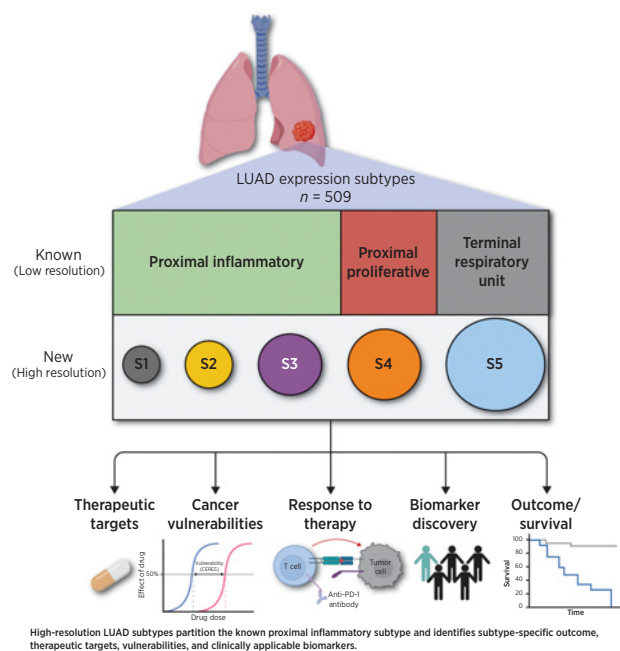 LUAD expression subtypes
n = 509
Known
(Low resolution)
Proximal inflammatory
Proximal
proliferative
Terminal
respiratory
unit
New
(High resolution)
S1
S2
S3
S4
S5
Therapeutic
targets
Cancer
vulnerabilities
Response to
therapy
Biomarker
discovery
Outcome/
survival
Effect of drug
50%
Vulnerability
(CERES)
Drug dose
T cell
Tumor
cell
Anti-PD-1
antibody
Survival
100
80
60
40
20
0
Time
High-resolution LUAD subtypes partition the known proximal inflammatory subtype and identifies subtype-specific outcome,
therapeutic targets, vulnerabilities, and clinically applicable biomarkers.